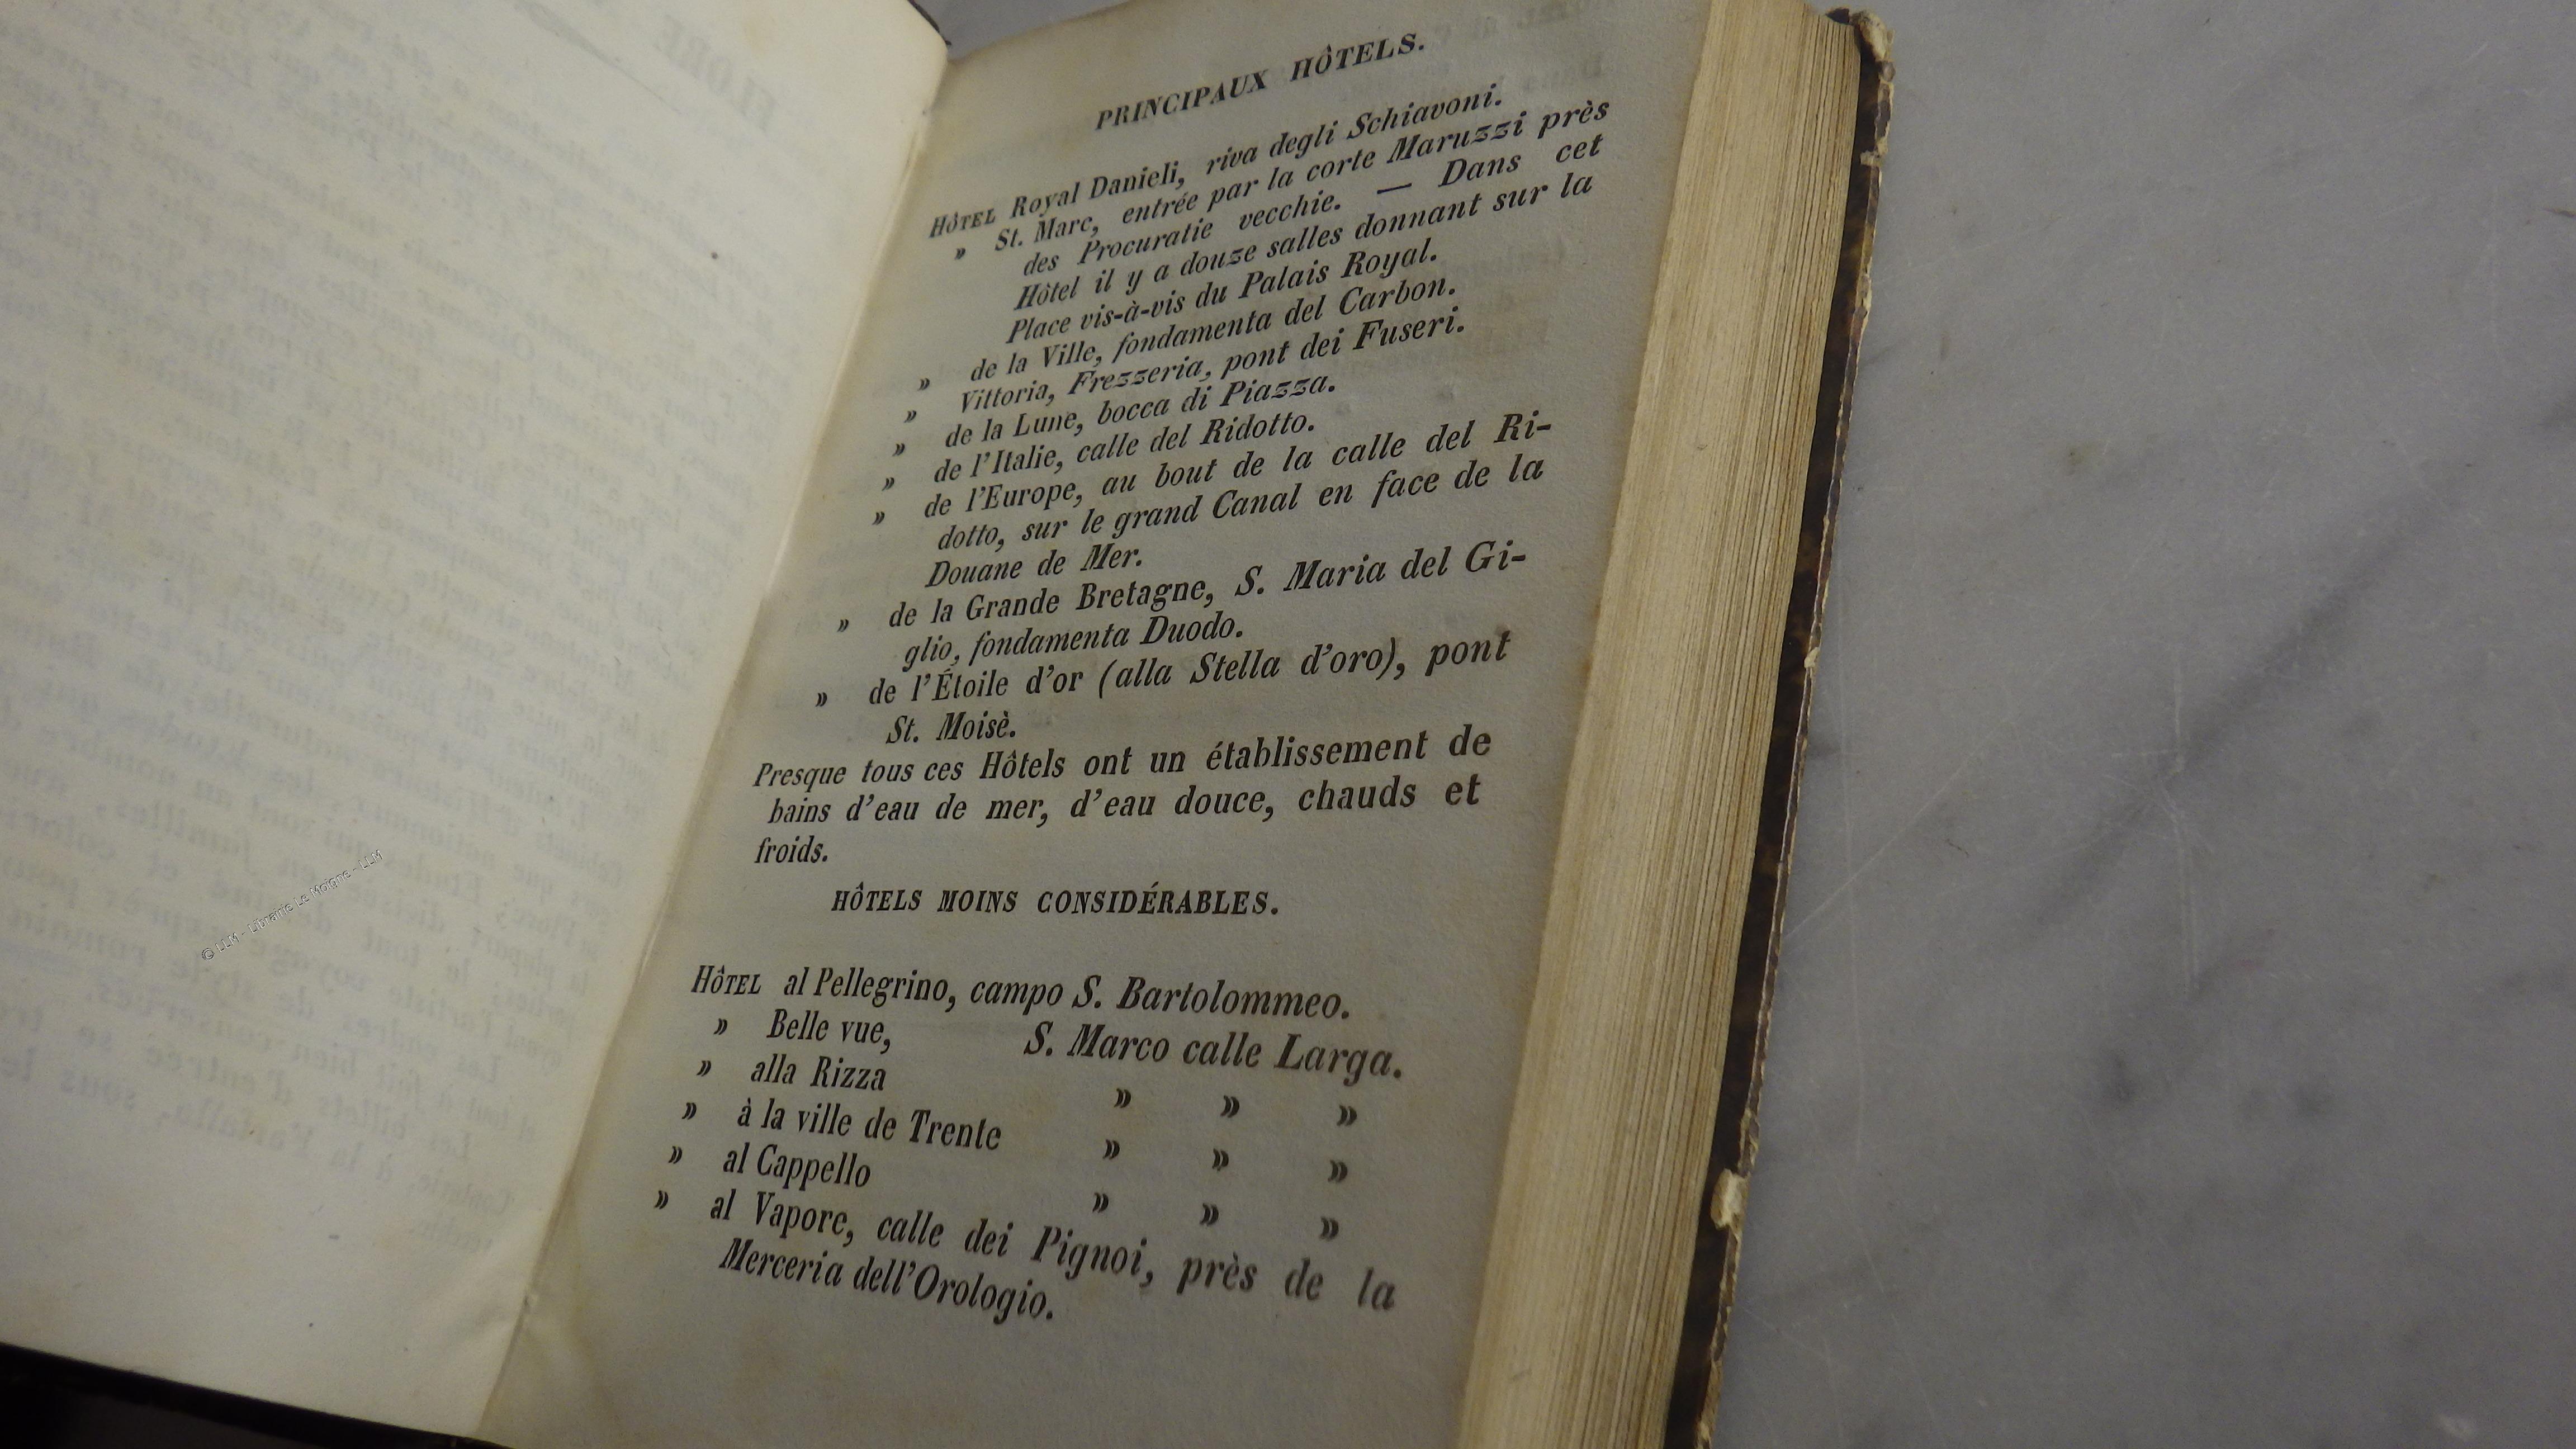 PRINCIPAUX HÔTELS.
HÔTEL Royal Danieli, riva degli Schiavoni.
» St. Marc, entrée par la corte Maruzzi près
des Procuratie vecchie. — Dans cet
Hôtel il y a douze salles donnant sur la
Place vis-à-vis du Palais Royal.
» de la Ville, fondamenta del Carbon.
» Vittoria, Frezzeria, pont dei Fuseri.
» de la Lune, bocca di Piazza.
» de l'Italie, calle del Ridotto.
» de l'Europe, au bout de la calle del Ri-
dotto, sur le grand Canal en face de la
Douane de Mer.
» de la Grande Bretagne, S. Maria del Gi-
glio, fondamenta Duodo.
» de l'Étoile d'or (alla Stella d'oro), pont
St. Moisè.
Presque tous ces Hôtels ont un établissement de
bains d'eau de mer, d'eau douce, chauds et
froids.
HÔTELS MOINS CONSIDÉRABLES.
HÔTEL al Pellegrino, campo S. Bartolommeo.
» Belle vue, S. Marco calle Larga.
» alla Rizza » » »
» à la ville de Trente » » »
» al Cappello » » »
» al Vapore, calle dei Pignoi, près de la
Merceria dell'Orologio.
© LLM - Librairie Le Moigne - LLM